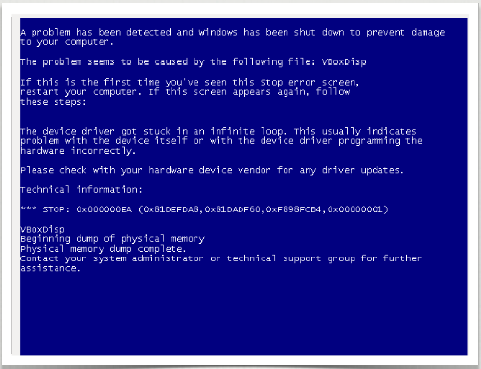 A problem has been detected and windows has been shut down to prevent damage
to your computer.
The problem seems to be caused by the following file: VBoxDisp
If this is the first time you've seen this Stop error screen,
restart your computer. If this screen appears again, follow
these steps:
The device driver got stuck in an infinite loop. This usually indicates
problem with the device itself or with the device driver programming the
hardware incorrectly.
Please check with your hardware device vendor for any driver updates.
Technical information:
*** STOP: 0x000000EA (0x81DEFDA8,0x81DADF60,0xF898FCB4,0x00000001)
VBoxDisp
Beginning dump of physical memory
Physical memory dump complete.
Contact your system administrator or technical support group for further
assistance.